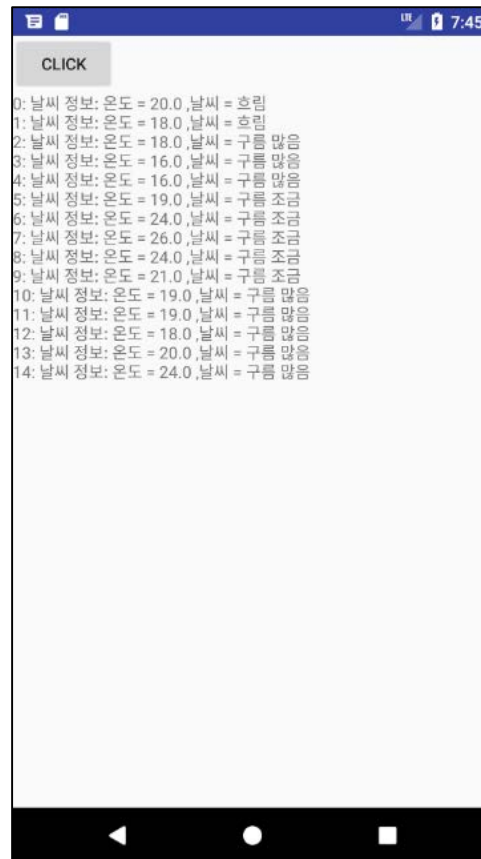 LTE 7:45
CLICK
0: 날씨 정보: 온도 = 20.0 ,날씨 = 흐림
1: 날씨 정보: 온도 = 18.0 ,날씨 = 흐림
2: 날씨 정보: 온도 = 18.0 ,날씨 = 구름 많음
3: 날씨 정보: 온도 = 16.0 ,날씨 = 구름 많음
4: 날씨 정보: 온도 = 16.0 ,날씨 = 구름 많음
5: 날씨 정보: 온도 = 19.0 ,날씨 = 구름 조금
6: 날씨 정보: 온도 = 24.0 ,날씨 = 구름 조금
7: 날씨 정보: 온도 = 26.0 ,날씨 = 구름 조금
8: 날씨 정보: 온도 = 24.0 ,날씨 = 구름 조금
9: 날씨 정보: 온도 = 21.0 ,날씨 = 구름 조금
10: 날씨 정보: 온도 = 19.0 ,날씨 = 구름 많음
11: 날씨 정보: 온도 = 19.0 ,날씨 = 구름 많음
12: 날씨 정보: 온도 = 18.0 ,날씨 = 구름 많음
13: 날씨 정보: 온도 = 20.0 ,날씨 = 구름 많음
14: 날씨 정보: 온도 = 24.0 ,날씨 = 구름 많음